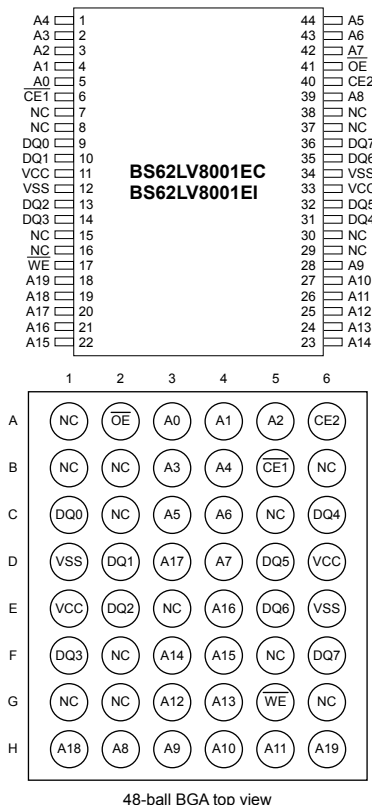 A4 1 44 A5
A3 2 43 A6
A2 3 42 A7
A1 4 41 OE
A0 5 40 CE2
CE1 6 39 A8
NC 7 38 NC
NC 8 37 NC
DQ0 9 36 DQ7
DQ1 10 35 DQ6
VCC 11 BS62LV8001EC 34 VSS
VSS 12 BS62LV8001EI 33 VCC
DQ2 13 32 DQ5
DQ3 14 31 DQ4
NC 15 30 NC
NC 16 29 NC
WE 17 28 A9
A19 18 27 A10
A18 19 26 A11
A17 20 25 A12
A16 21 24 A13
A15 22 23 A14
1 2 3 4 5 6
A NC OE A0 A1 A2 CE2
B NC NC A3 A4 CE1 NC
C DQ0 NC A5 A6 NC DQ4
D VSS DQ1 A17 A7 DQ5 VCC
E VCC DQ2 NC A16 DQ6 VSS
F DQ3 NC A14 A15 NC DQ7
G NC NC A12 A13 WE NC
H A18 A8 A9 A10 A11 A19
48-ball BGA top view